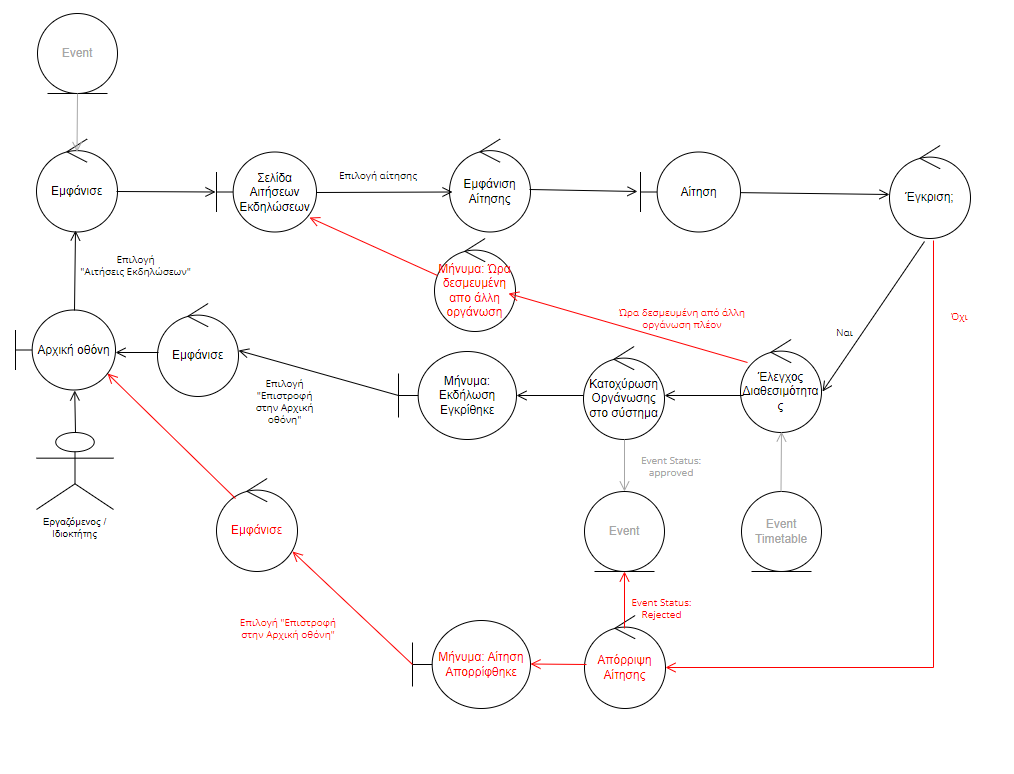 Event
Εμφάνισε
Σελίδα
Αιτήσεων
Εκδηλώσεων
Επιλογή αίτησης
Εμφάνιση
Αίτησης
Αίτηση
Έγκριση;
Επιλογή
"Αιτήσεις Εκδηλώσεων"
Μήνυμα: Ώρα
δεσμευμένη
απο άλλη
οργάνωση
Ώρα δεσμευμένη από άλλη
οργάνωση πλέον
Όχι
Ναι
Αρχική οθόνη
Εμφάνισε
Επιλογή
"Επιστροφή
στην Αρχική
οθόνη"
Μήνυμα:
Εκδήλωση
Εγκρίθηκε
Κατοχύρωση
Οργάνωσης
στο σύστημα
Έλεγχος
Διαθεσιμότητα
ς
Event Status:
approved
Εργαζόμενος /
Ιδιοκτήτης
Εμφάνισε
Event
Event
Timetable
Event Status:
Rejected
Επιλογή "Επιστροφή
στην Αρχική οθόνη"
Μήνυμα: Αίτηση
Απορρίφθηκε
Απόρριψη
Αίτησης